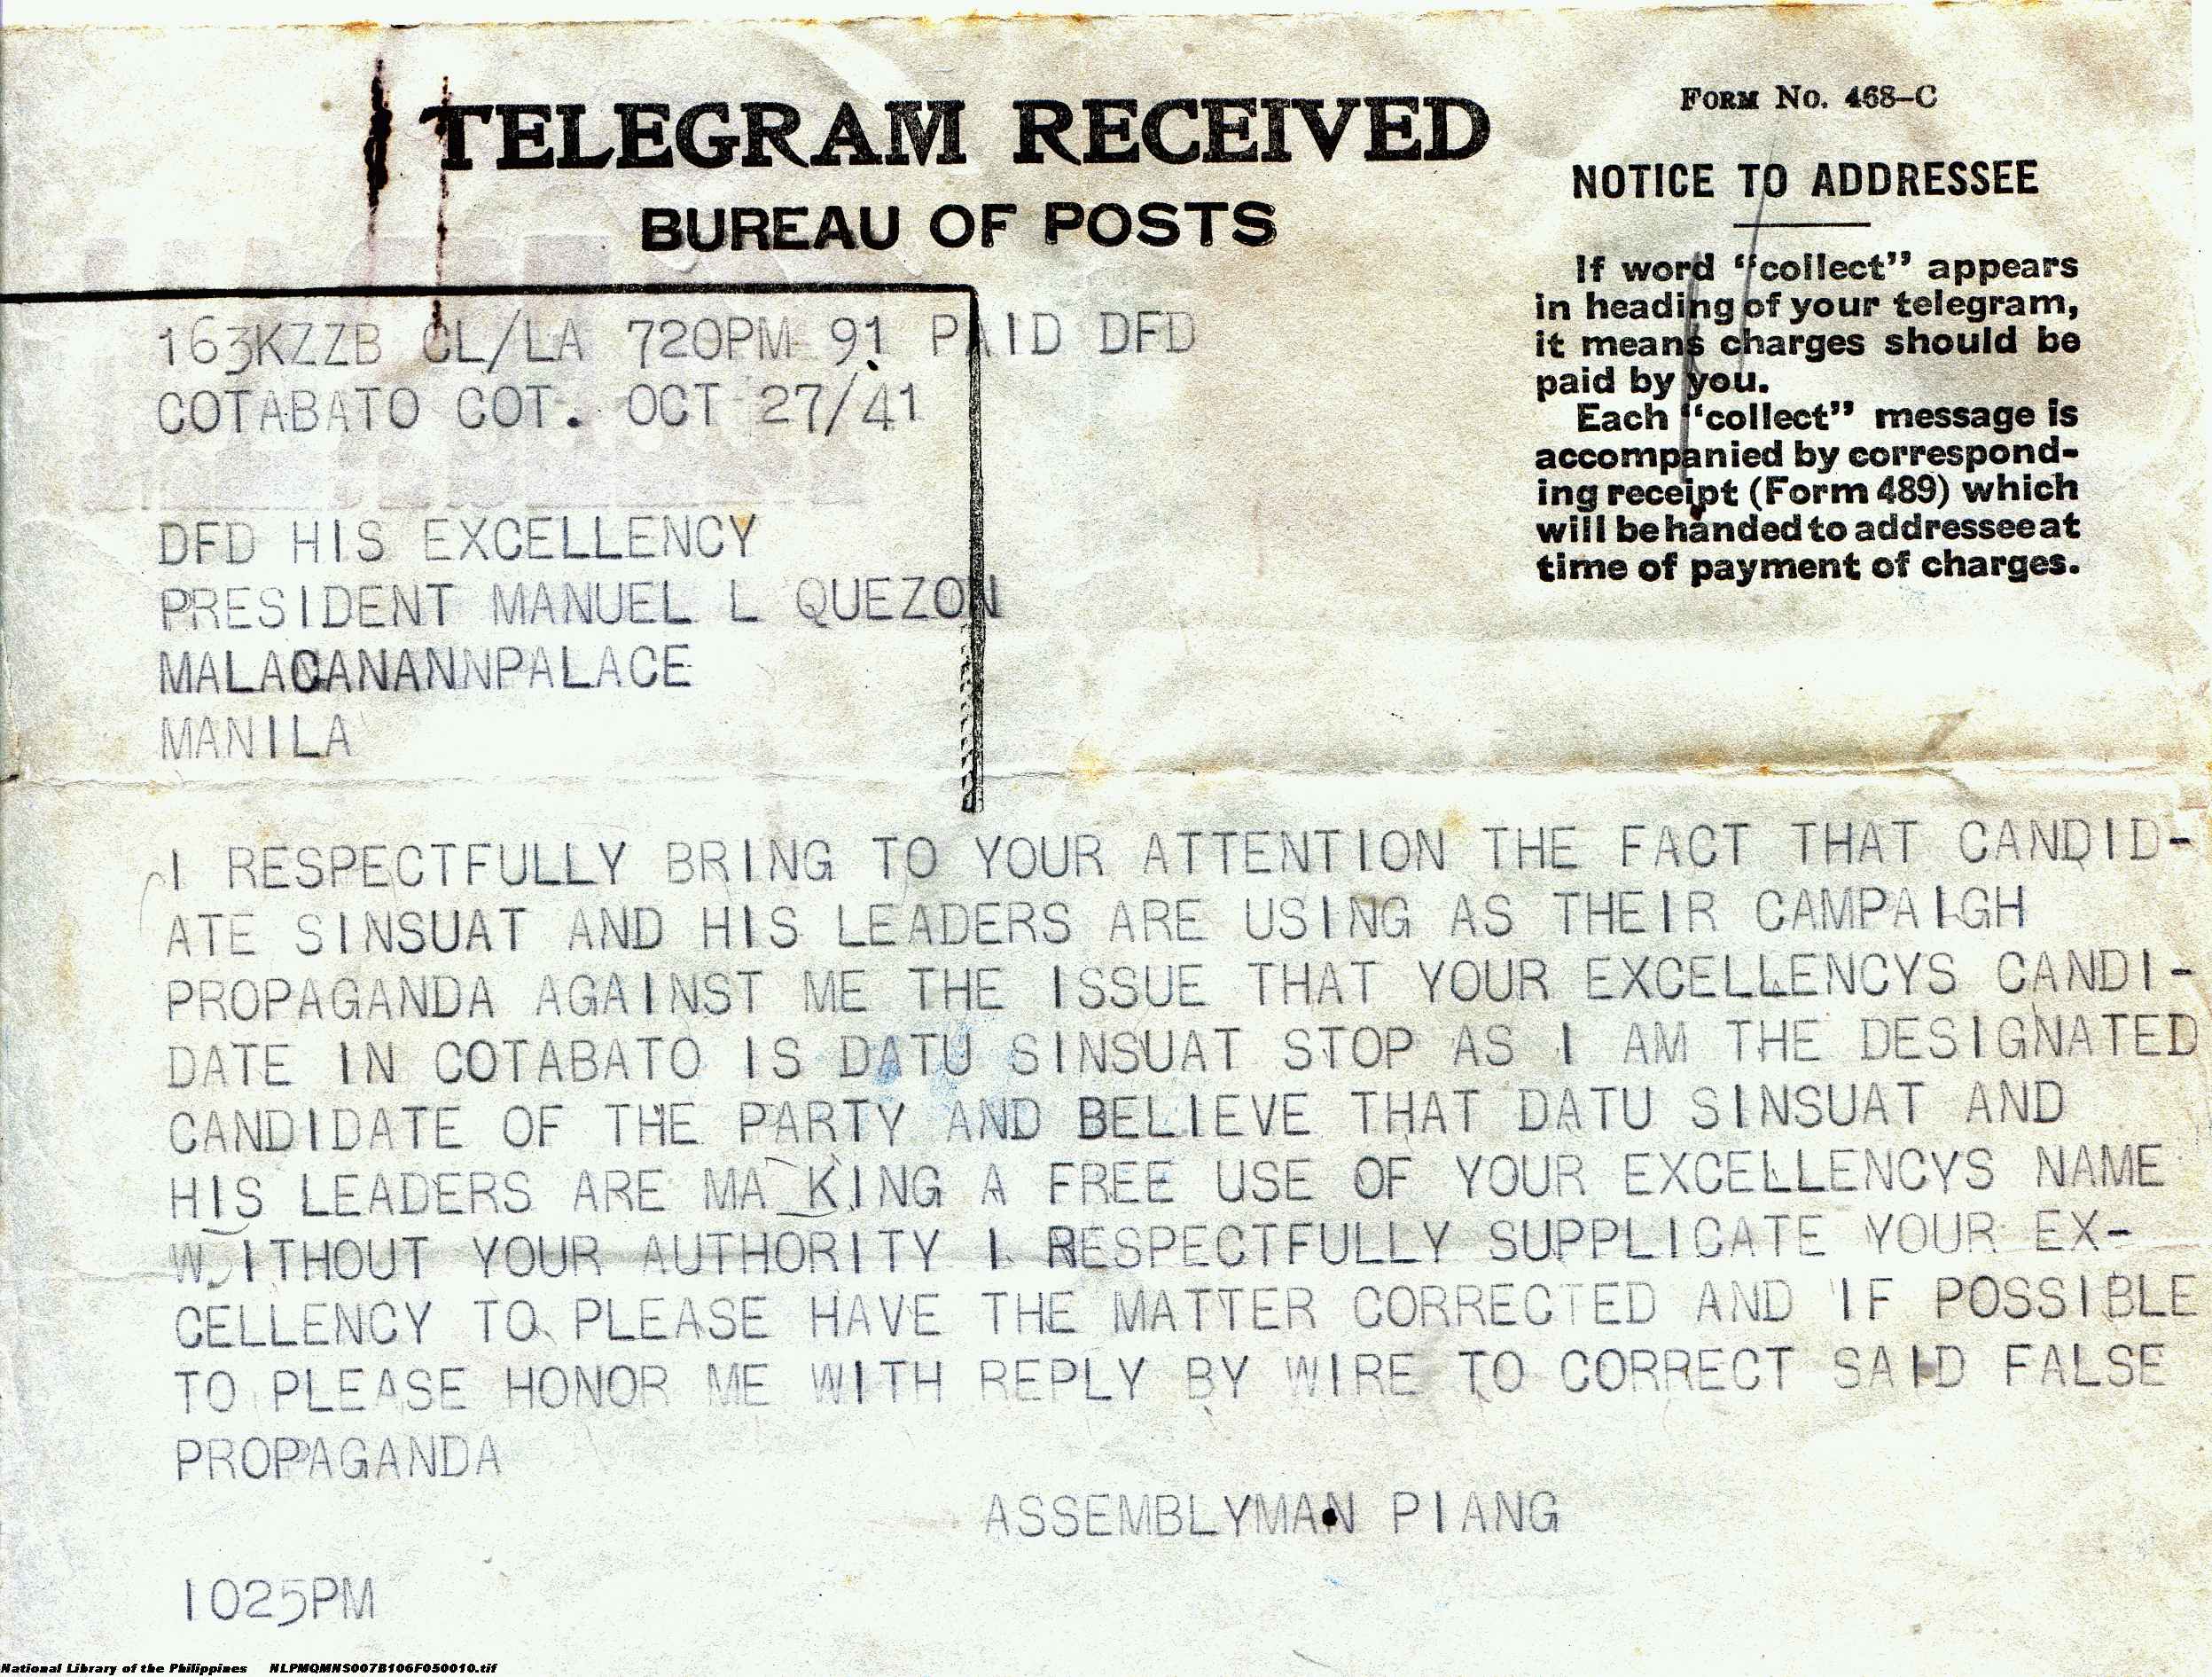 TELEGRAM RECEIVED
BUREAU OF POSTS
FORM NO. 468–C
NOTICE TO ADDRESSEE
If word “collect” appears
in heading of your telegram,
it means charges should be
paid by you.
Each “collect” message is
accompanied by correspond-
ing receipt (Form 489) which
will be handed to addressee at
time of payment of charges.
163KZZB CL/LA 720PM 91 PAID DFD
COTABATO COT. OCT 27/41
DFD HIS EXCELLENCY
PRESIDENT MANUEL L QUEZON
MALACANANNPALACE
MANILA
I RESPECTFULLY BRING TO YOUR ATTENTION THE FACT THAT CANDID-
ATE SINSUAT AND HIS LEADERS ARE USING AS THEIR CAMPAIGH
PROPAGANDA AGAINST ME THE ISSUE THAT YOUR EXCELLENCYS CANDI-
DATE IN COTABATO IS DATU SINSUAT STOP AS I AM THE DESIGNATED
CANDIDATE OF THE PARTY AND BELIEVE THAT DATU SINSUAT AND
HIS LEADERS ARE MA KING A FREE USE OF YOUR EXCELLENCYS NAME
W ITHOUT YOUR AUTHORITY I RESPECTFULLY SUPPLICATE YOUR EX-
CELLENCY TO PLEASE HAVE THE MATTER CORRECTED AND IF POSSIBLE
TO PLEASE HONOR ME WITH REPLY BY WIRE TO CORRECT SAID FALSE
PROPAGANDA
ASSEMBLYMAN PIANG
1025PM
National Library of the Philippines NLPMQMNS007B106F050010.tif